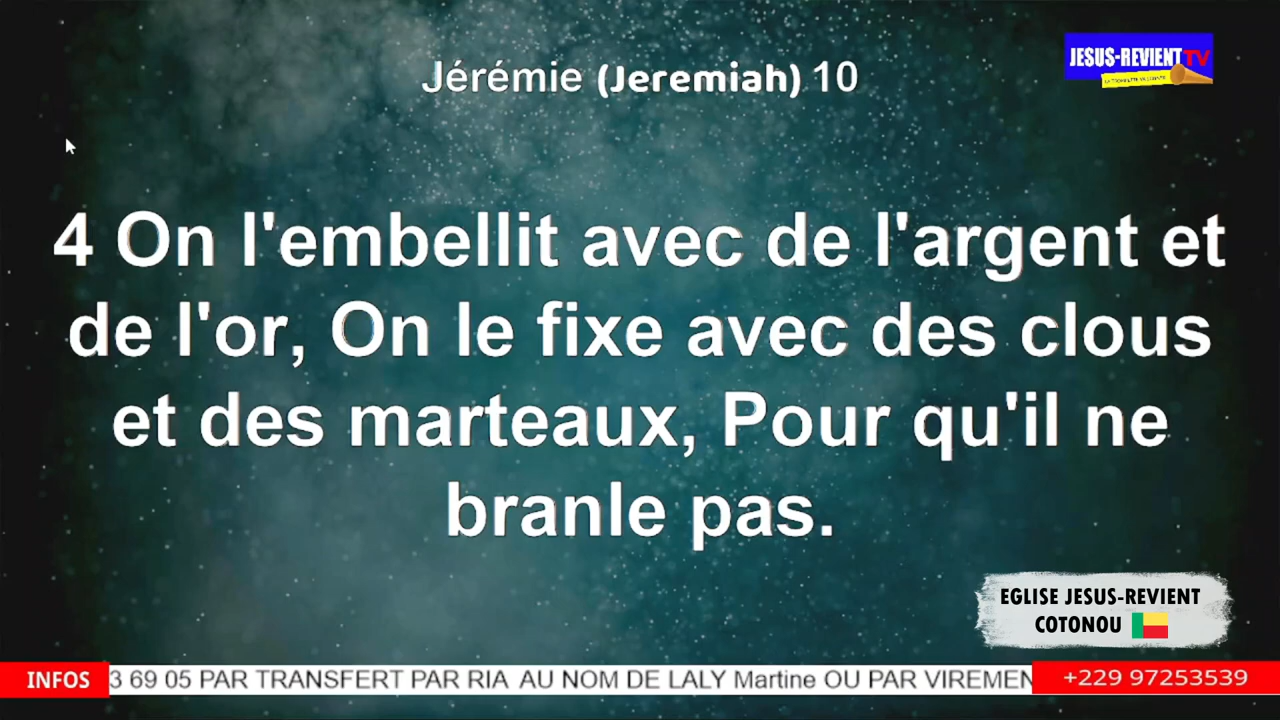 Jérémie (Jeremiah) 10
JESUS-REVIENT TV
4 On l'embellit avec de l'argent et
de l'or, On le fixe avec des clous
et des marteaux, Pour qu'il ne
branle pas.
EGLISE JESUS-REVIENT
COTONOU
INFOS
3 69 05 PAR TRANSFERT PAR RIA AU NOM DE LALY Martine OU PAR VIREMEN
+229 97253539